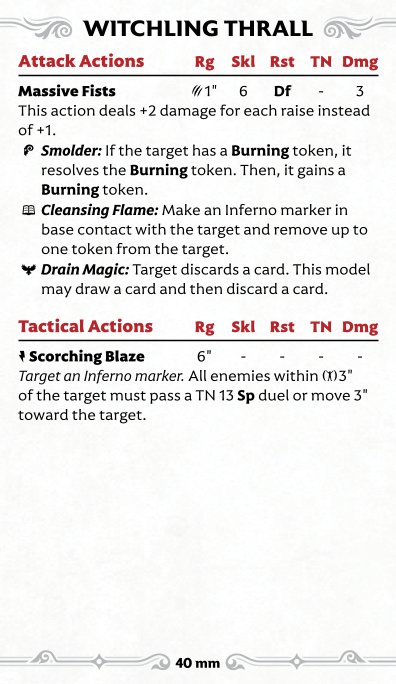 WITCHLING THRALL
Attack Actions Rg Skl Rst TN Dmg
Massive Fists 1" 6 Df - 3
This action deals +2 damage for each raise instead
of +1.
Smolder: If the target has a Burning token, it
resolves the Burning token. Then, it gains a
Burning token.
Cleansing Flame: Make an Inferno marker in
base contact with the target and remove up to
one token from the target.
Drain Magic: Target discards a card. This model
may draw a card and then discard a card.
Tactical Actions Rg Skl Rst TN Dmg
Scorching Blaze 6" - - - -
Target an Inferno marker. All enemies within 3"
of the target must pass a TN 13 Sp duel or move 3"
toward the target.
40 mm